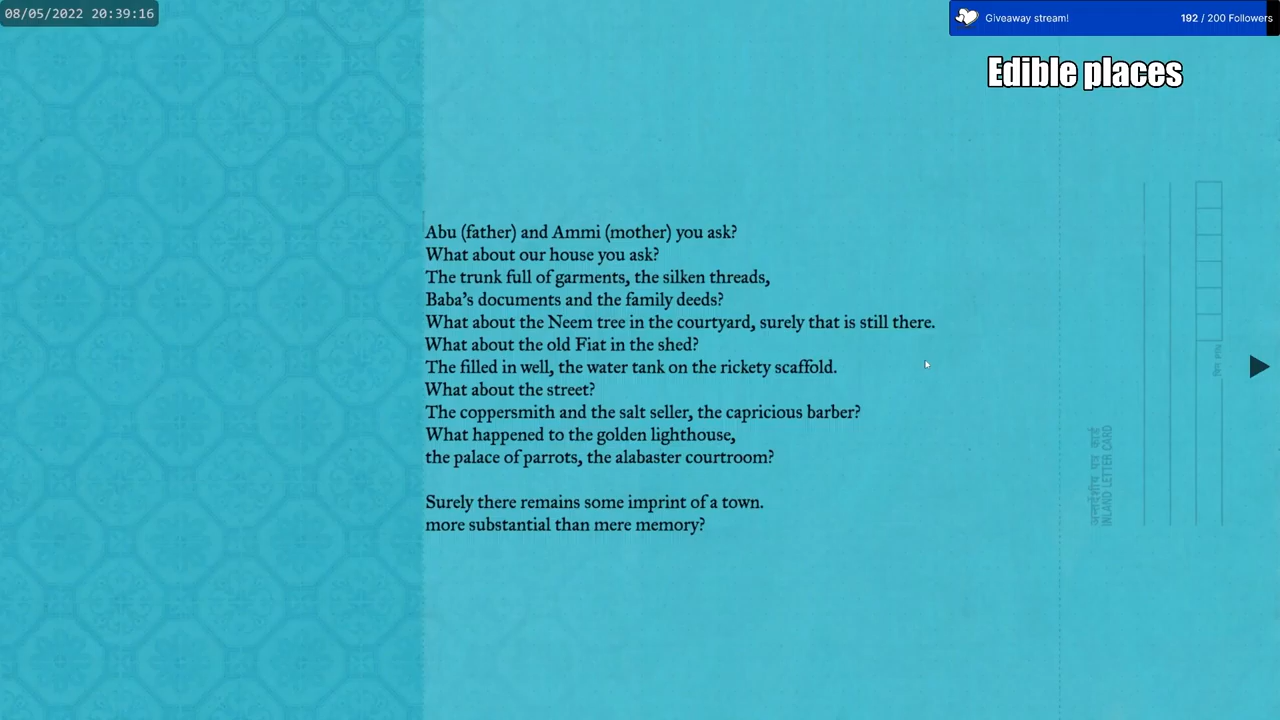 08/05/2022 20:39:16
Giveaway stream!
192 / 200 Followers
Edible places
Abu (father) and Ammi (mother) you ask?
What about our house you ask?
The trunk full of garments, the silken threads,
Baba's documents and the family deeds?
What about the Neem tree in the courtyard, surely that is still there.
What about the old Fiat in the shed?
The filled in well, the water tank on the rickety scaffold.
What about the street?
The coppersmith and the salt seller, the capricious barber?
What happened to the golden lighthouse,
the palace of parrots, the alabaster courtroom?
Surely there remains some imprint of a town.
more substantial than mere memory?
अन्तर्देशीय पत्र कार्ड
INLAND LETTER CARD
पिन PIN